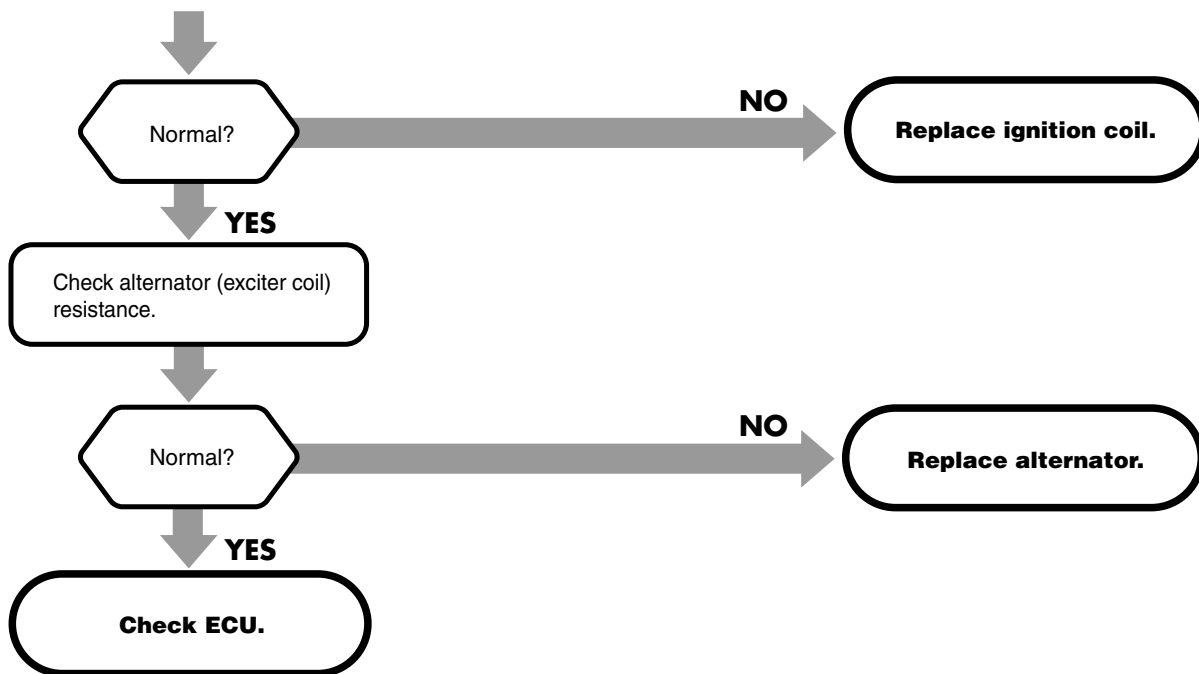 Normal?
NO
Replace ignition coil.
YES
Check alternator (exciter coil)
resistance.
Normal?
NO
Replace alternator.
YES
Check ECU.